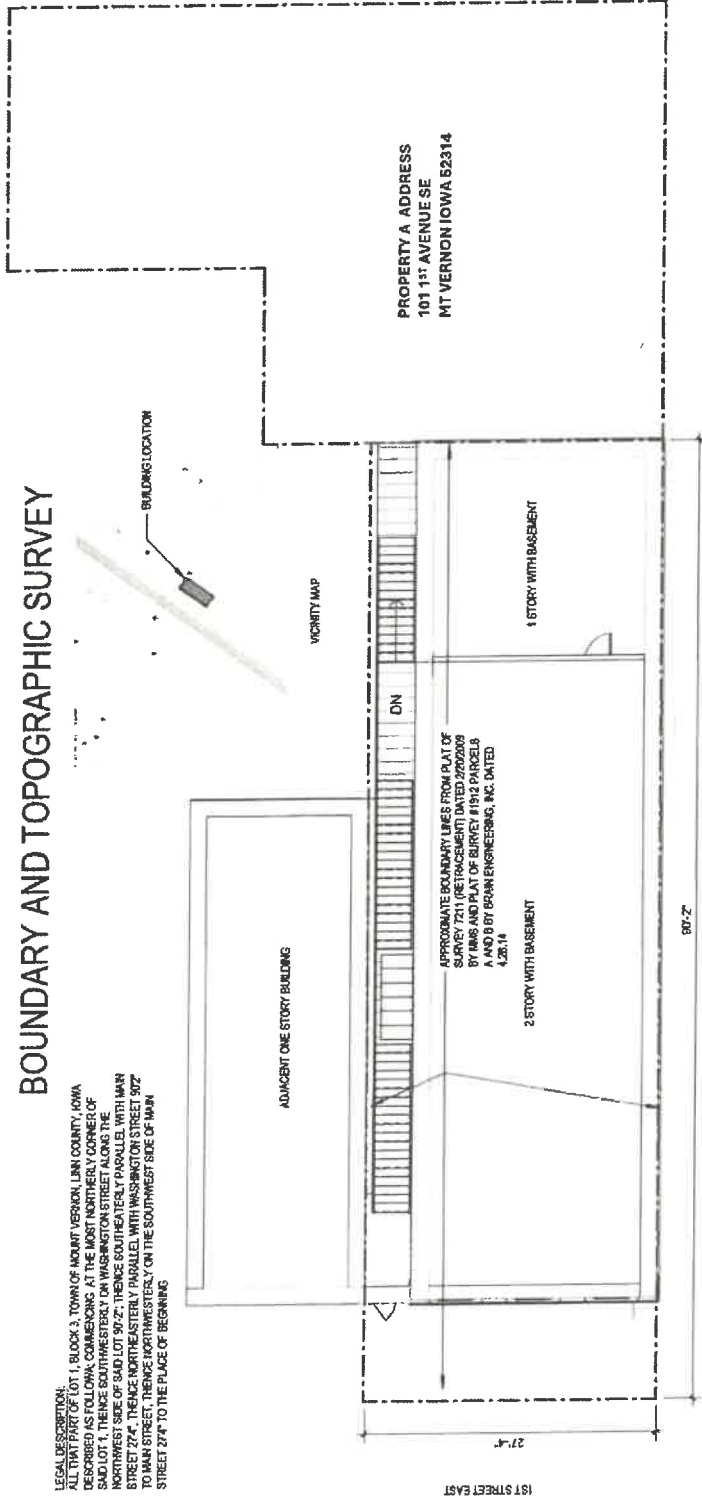 BOUNDARY AND TOPOGRAPHIC SURVEY
LEGAL DESCRIPTION:
ALL THAT PART OF LOT 1, BLOCK 3, TOWN OF MOUNT VERNON, LINN COUNTY, IOWA
DESCRIBED AS FOLLOWA; COMMENCING AT THE MOST NORTHERLY CORNER OF
SAID LOT 1, THENCE SOUTHWESTERLY ON WASHINGTON STREET ALONG THE
NORTHWEST SIDE OF SAID LOT 90'-2"; THENCE SOUTHEATERLY PARALLEL WITH MAIN
STREET 27'4", THENCE NORTHEASTERLY PARALLEL WITH WASHINGTON STREET 90'2"
TO MAIN STREET, THENCE NORTHWESTERLY ON THE SOUTHWEST SIDE OF MAIN
STREET 27'4" TO THE PLACE OF BEGINNING
BUILDING LOCATION
VICINITY MAP
ADJACENT ONE STORY BUILDING
PROPERTY A ADDRESS
101 1ST AVENUE SE
MT VERNON IOWA 52314
DN
APPROXIMATE BOUNDARY LINES FROM PLAT OF
SURVEY 7211 (RETRACEMENT) DATED 2/20/2009
BY MMS AND PLAT OF SURVEY #1912 PARCELS
A AND B BY BRAIN ENGINEERING, INC. DATED
4.28.14
2 STORY WITH BASEMENT
1 STORY WITH BASEMENT
27'-4"
90'-2"
1ST STREET EAST